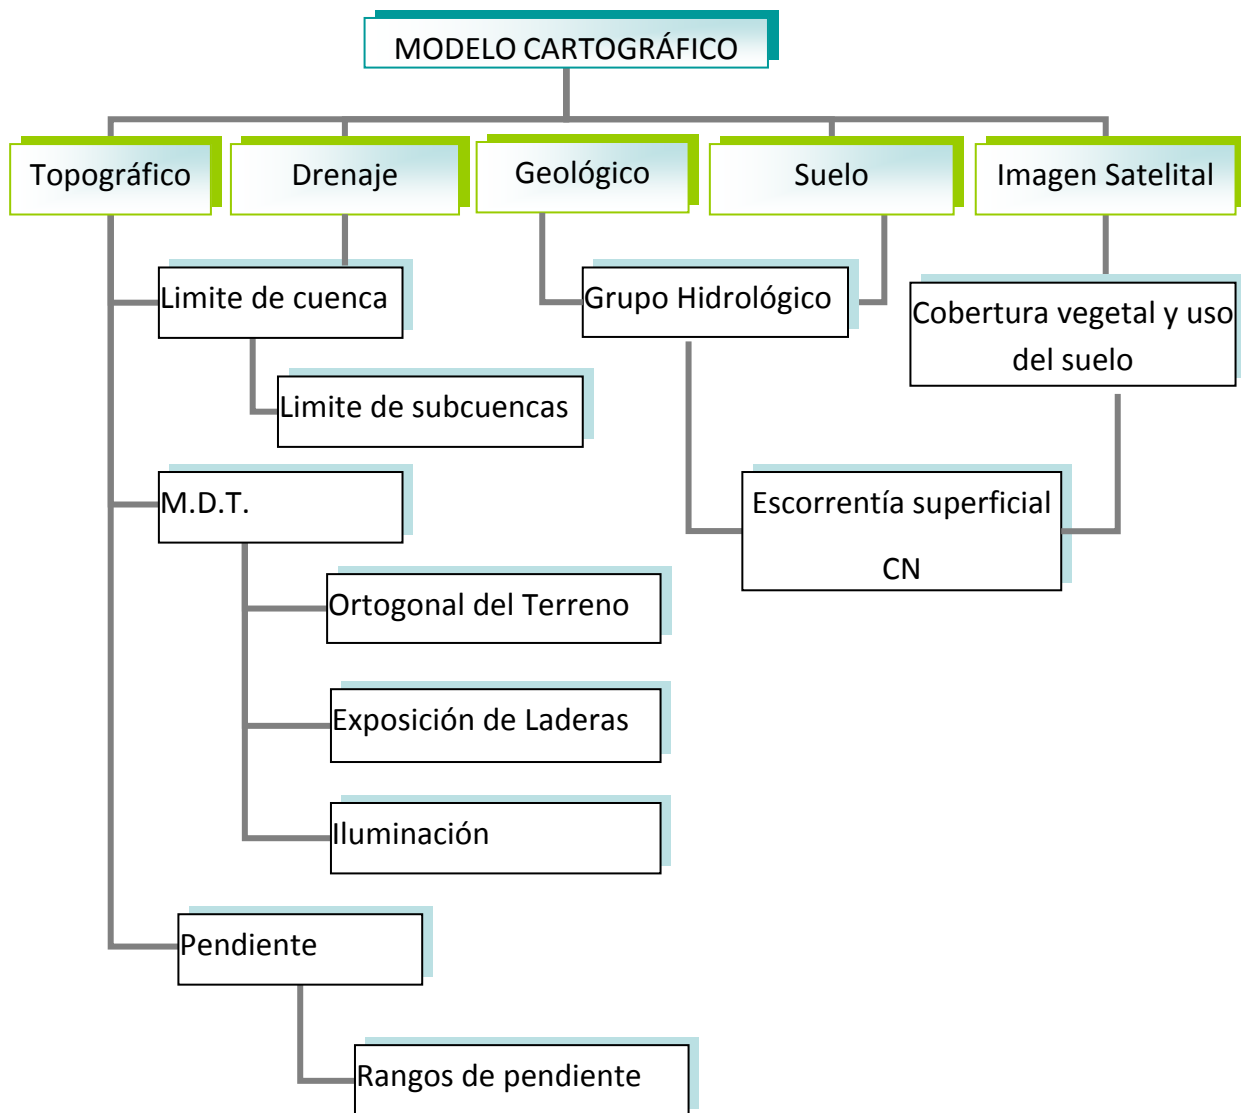 MODELO CARTOGRÁFICO
Topográfico
Drenaje
Geológico
Suelo
Imagen Satelital
Limite de cuenca
Grupo Hidrológico
Cobertura vegetal y uso
del suelo
Limite de subcuencas
M.D.T.
Escorrentía superficial
CN
Ortogonal del Terreno
Exposición de Laderas
Iluminación
Pendiente
Rangos de pendiente